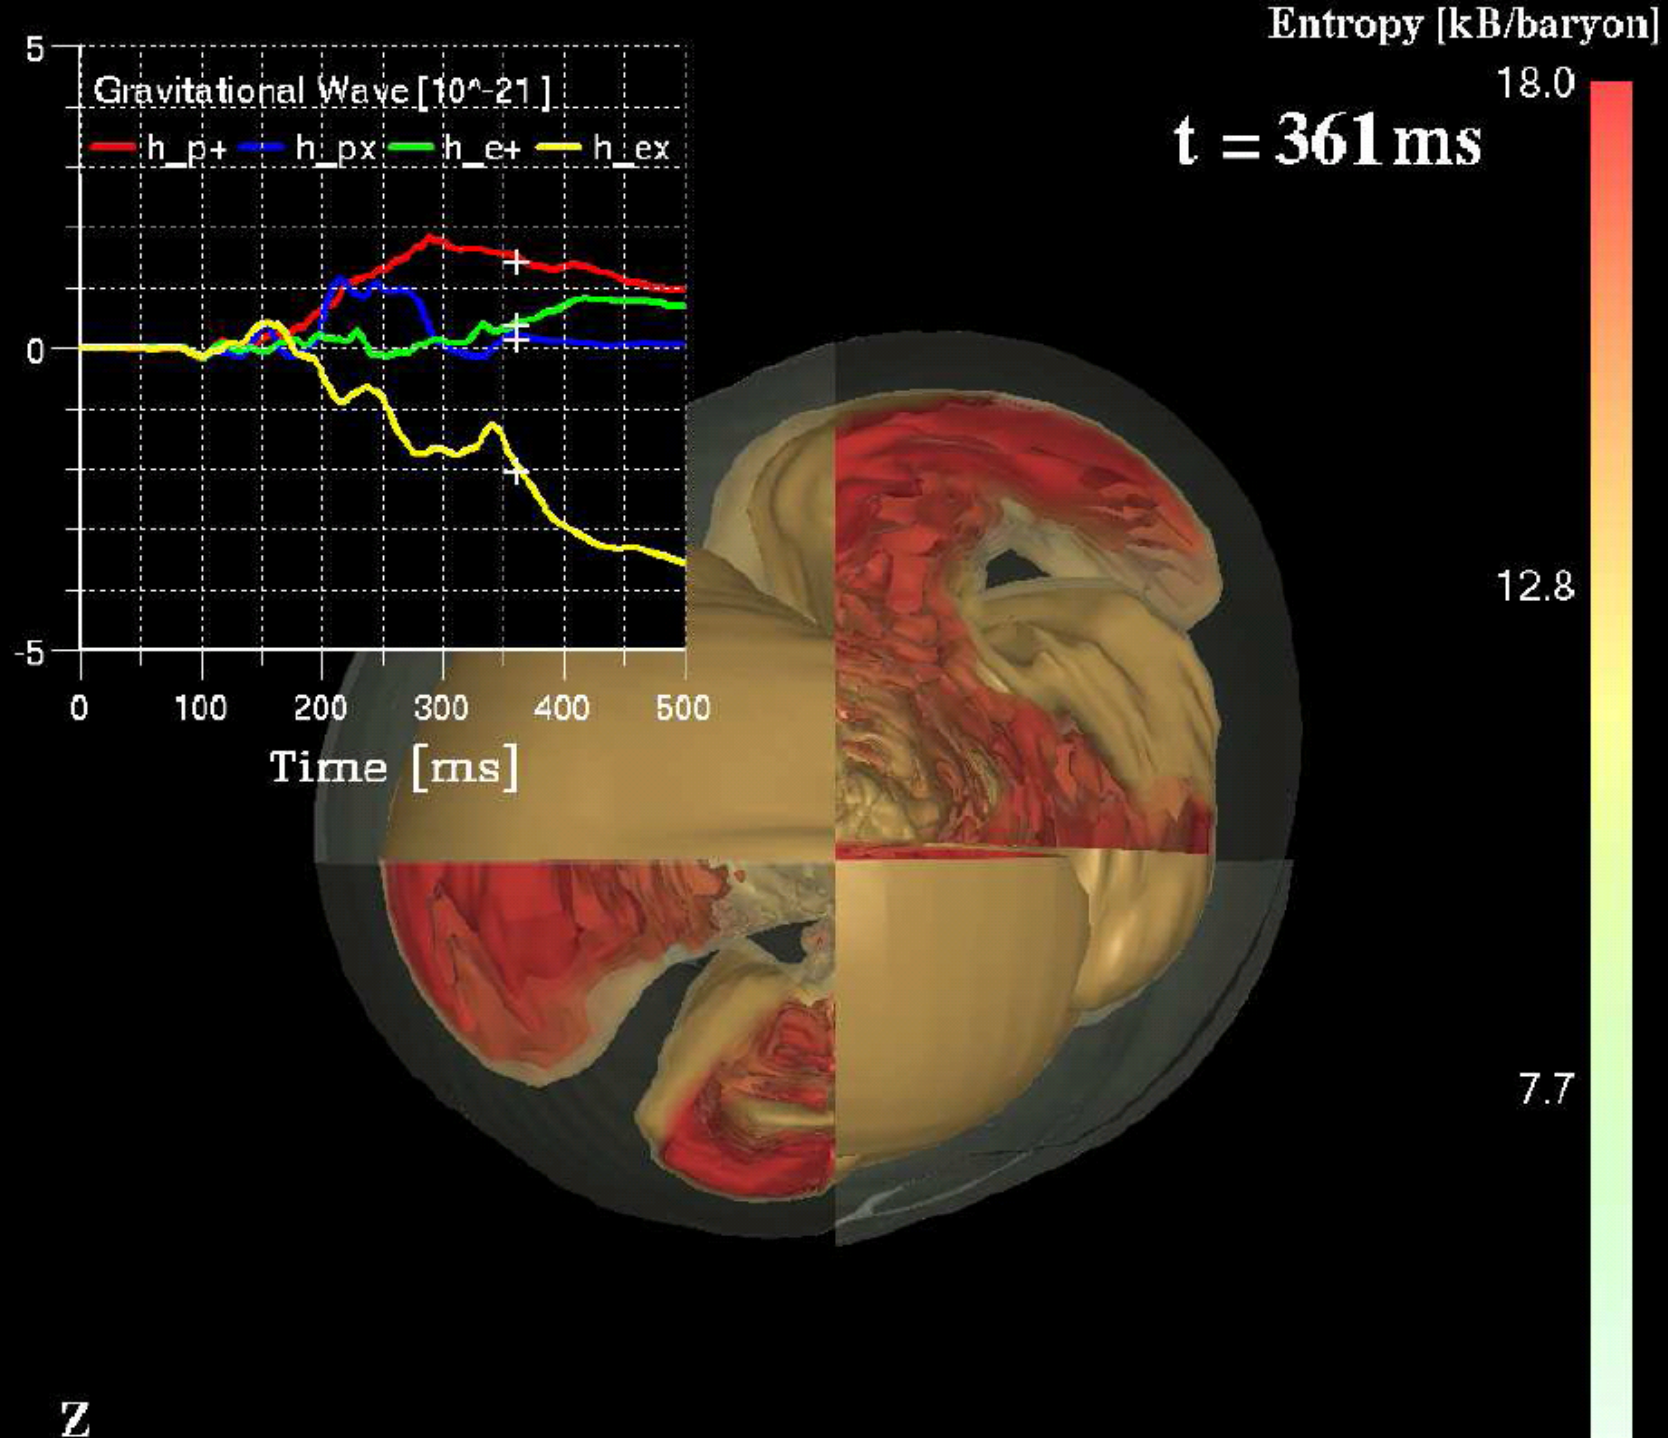 Entropy [kB/baryon]
18.0
t = 361 ms
12.8
7.7
5
Gravitational Wave [10^-21]
h_p+ h_px h_e+ h_ex
0
-5
0 100 200 300 400 500
Time [ms]
Z